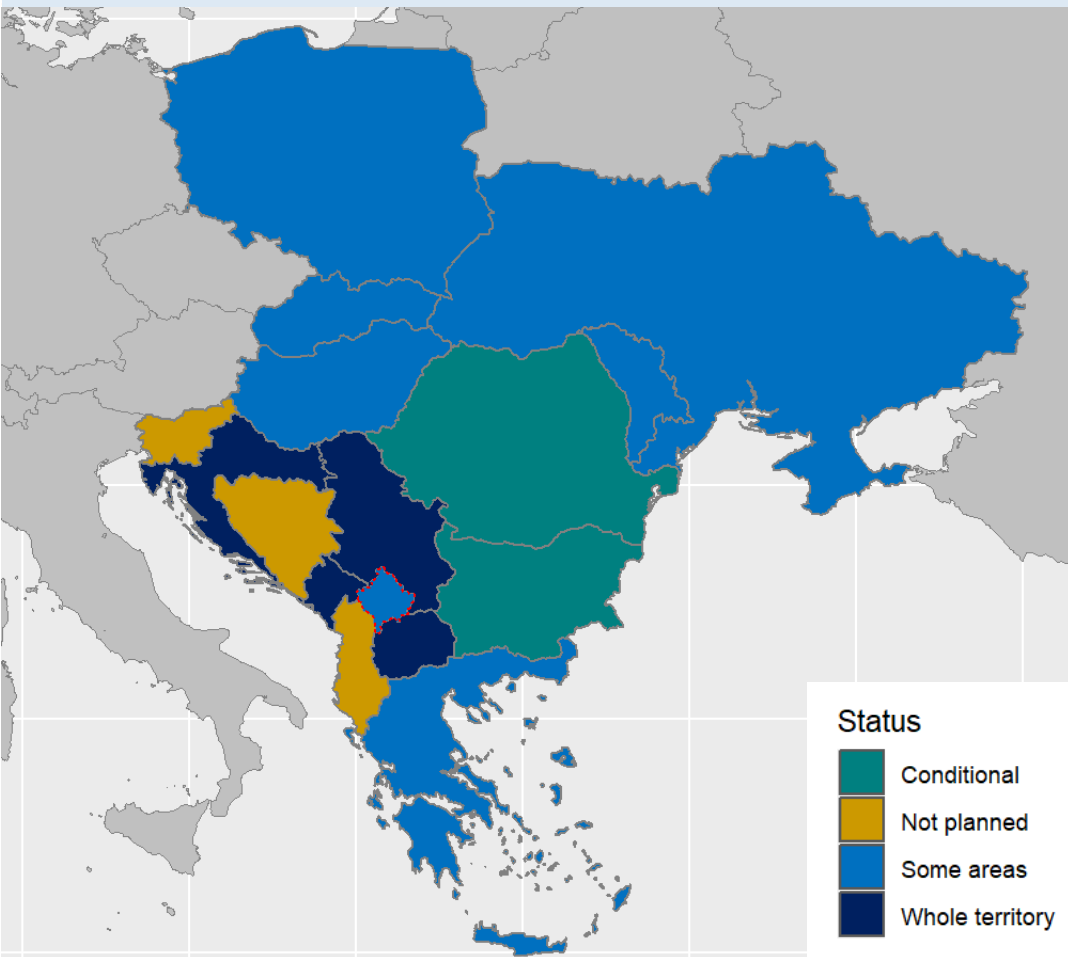 Status
Conditional
Not planned
Some areas
Whole territory